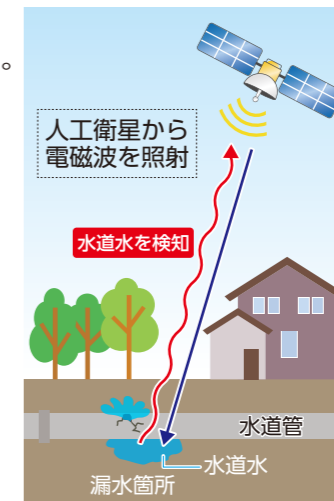 。
人工衛星から
電磁波を照射
水道水を検知
水道管
水道水
漏水箇所